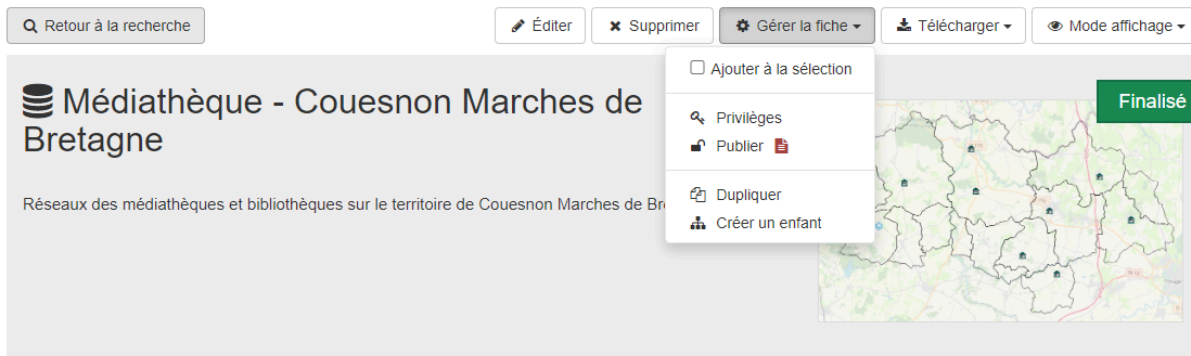 Retour à la recherche
Éditer
Supprimer
Gérer la fiche
Télécharger
Mode affichage
Ajouter à la sélection
Privilèges
Publier
Dupliquer
Créer un enfant
Médiathèque - Couesnon Marches de
Bretagne
Finalisé
Réseaux des médiathèques et bibliothèques sur le territoire de Couesnon Marches de Br